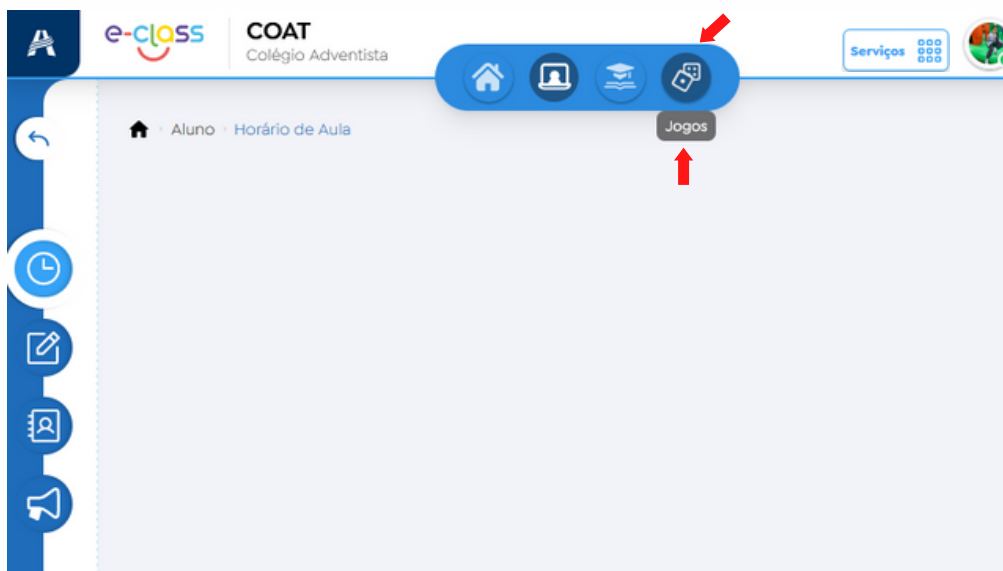 e-class
COAT
Colégio Adventista
Serviços
Jogos
Aluno Horário de Aula